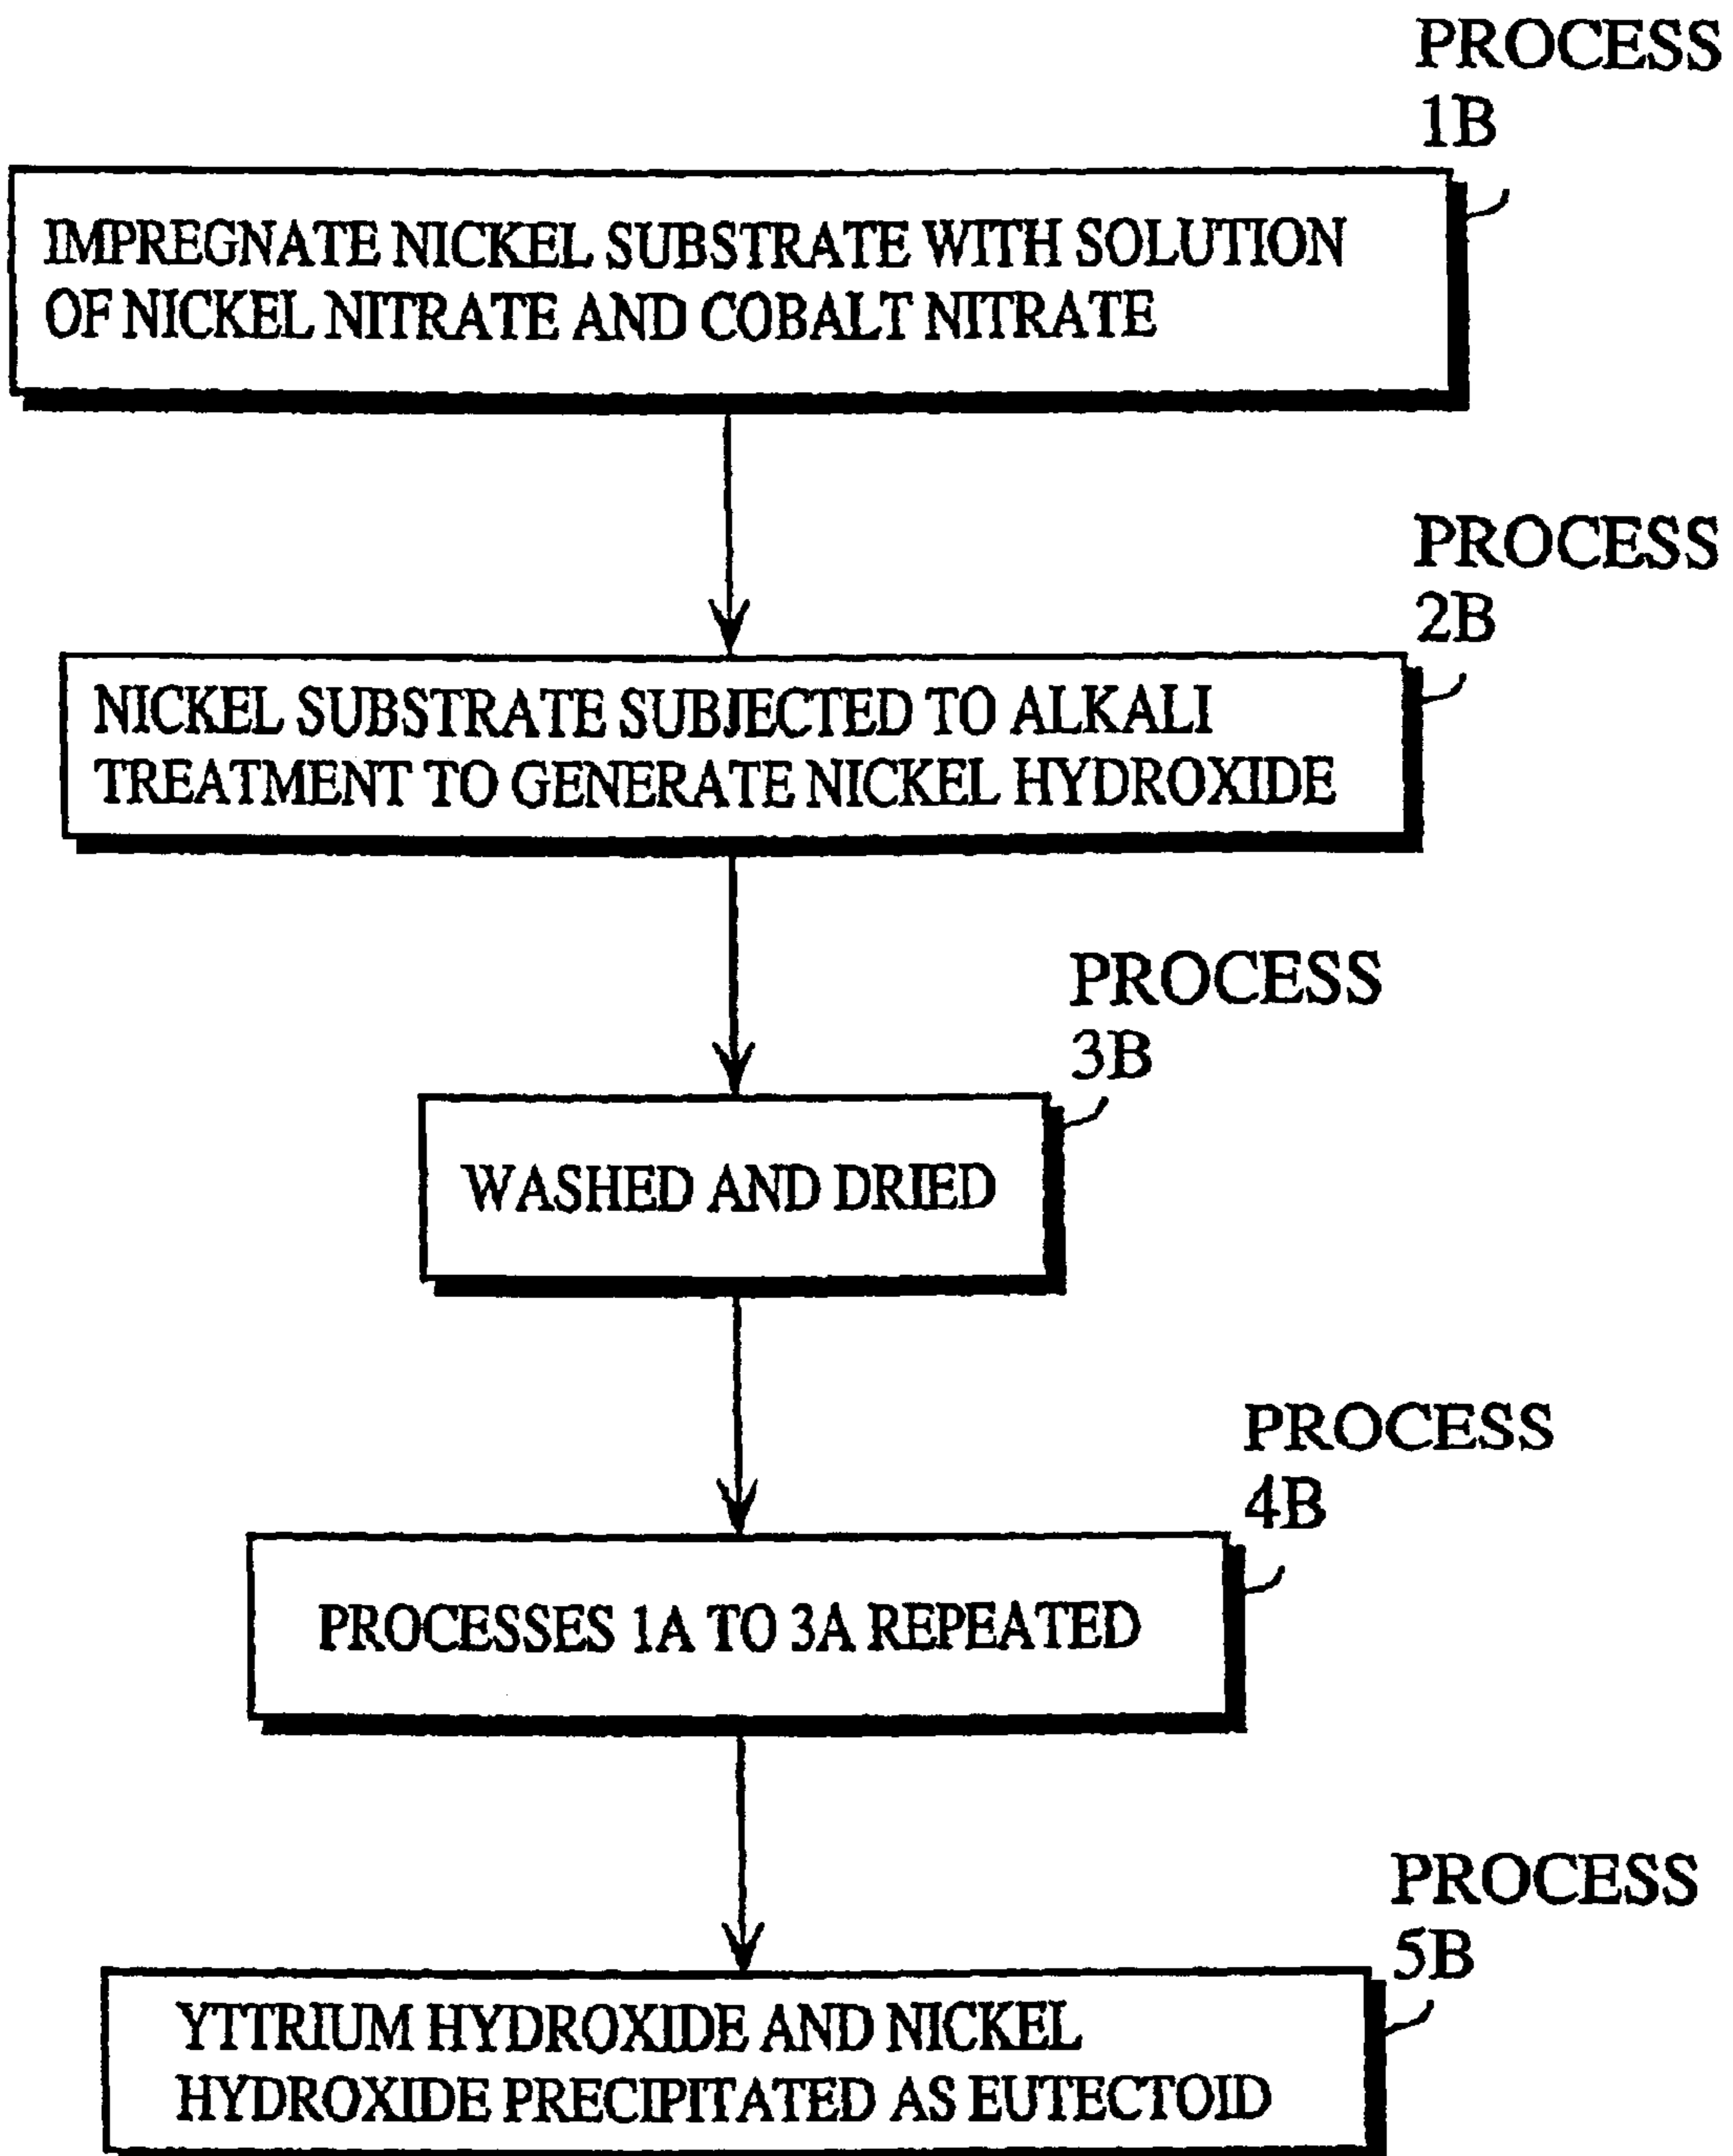 PROCESS
1B
IMPREGNATE NICKEL SUBSTRATE WITH SOLUTION
OF NICKEL NITRATE AND COBALT NITRATE
PROCESS
2B
NICKEL SUBSTRATE SUBJECTED TO ALKALI
TREATMENT TO GENERATE NICKEL HYDROXIDE
PROCESS
3B
WASHED AND DRIED
PROCESS
4B
PROCESSES 1A TO 3A REPEATED
PROCESS
5B
YTTRIUM HYDROXIDE AND NICKEL
HYDROXIDE PRECIPITATED AS EUTECTOID